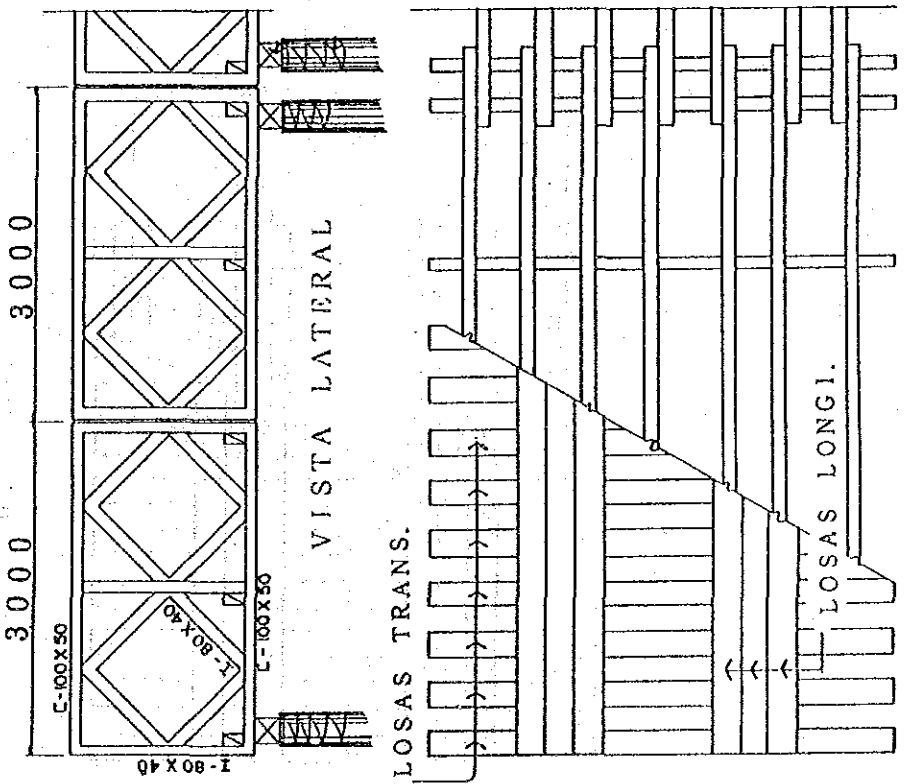 3000
3000
C-100X50
I-80X40
C-100X50
I-80X40
VISTA LATERAL
LOSAS TRANS.
LOSAS LONGI.